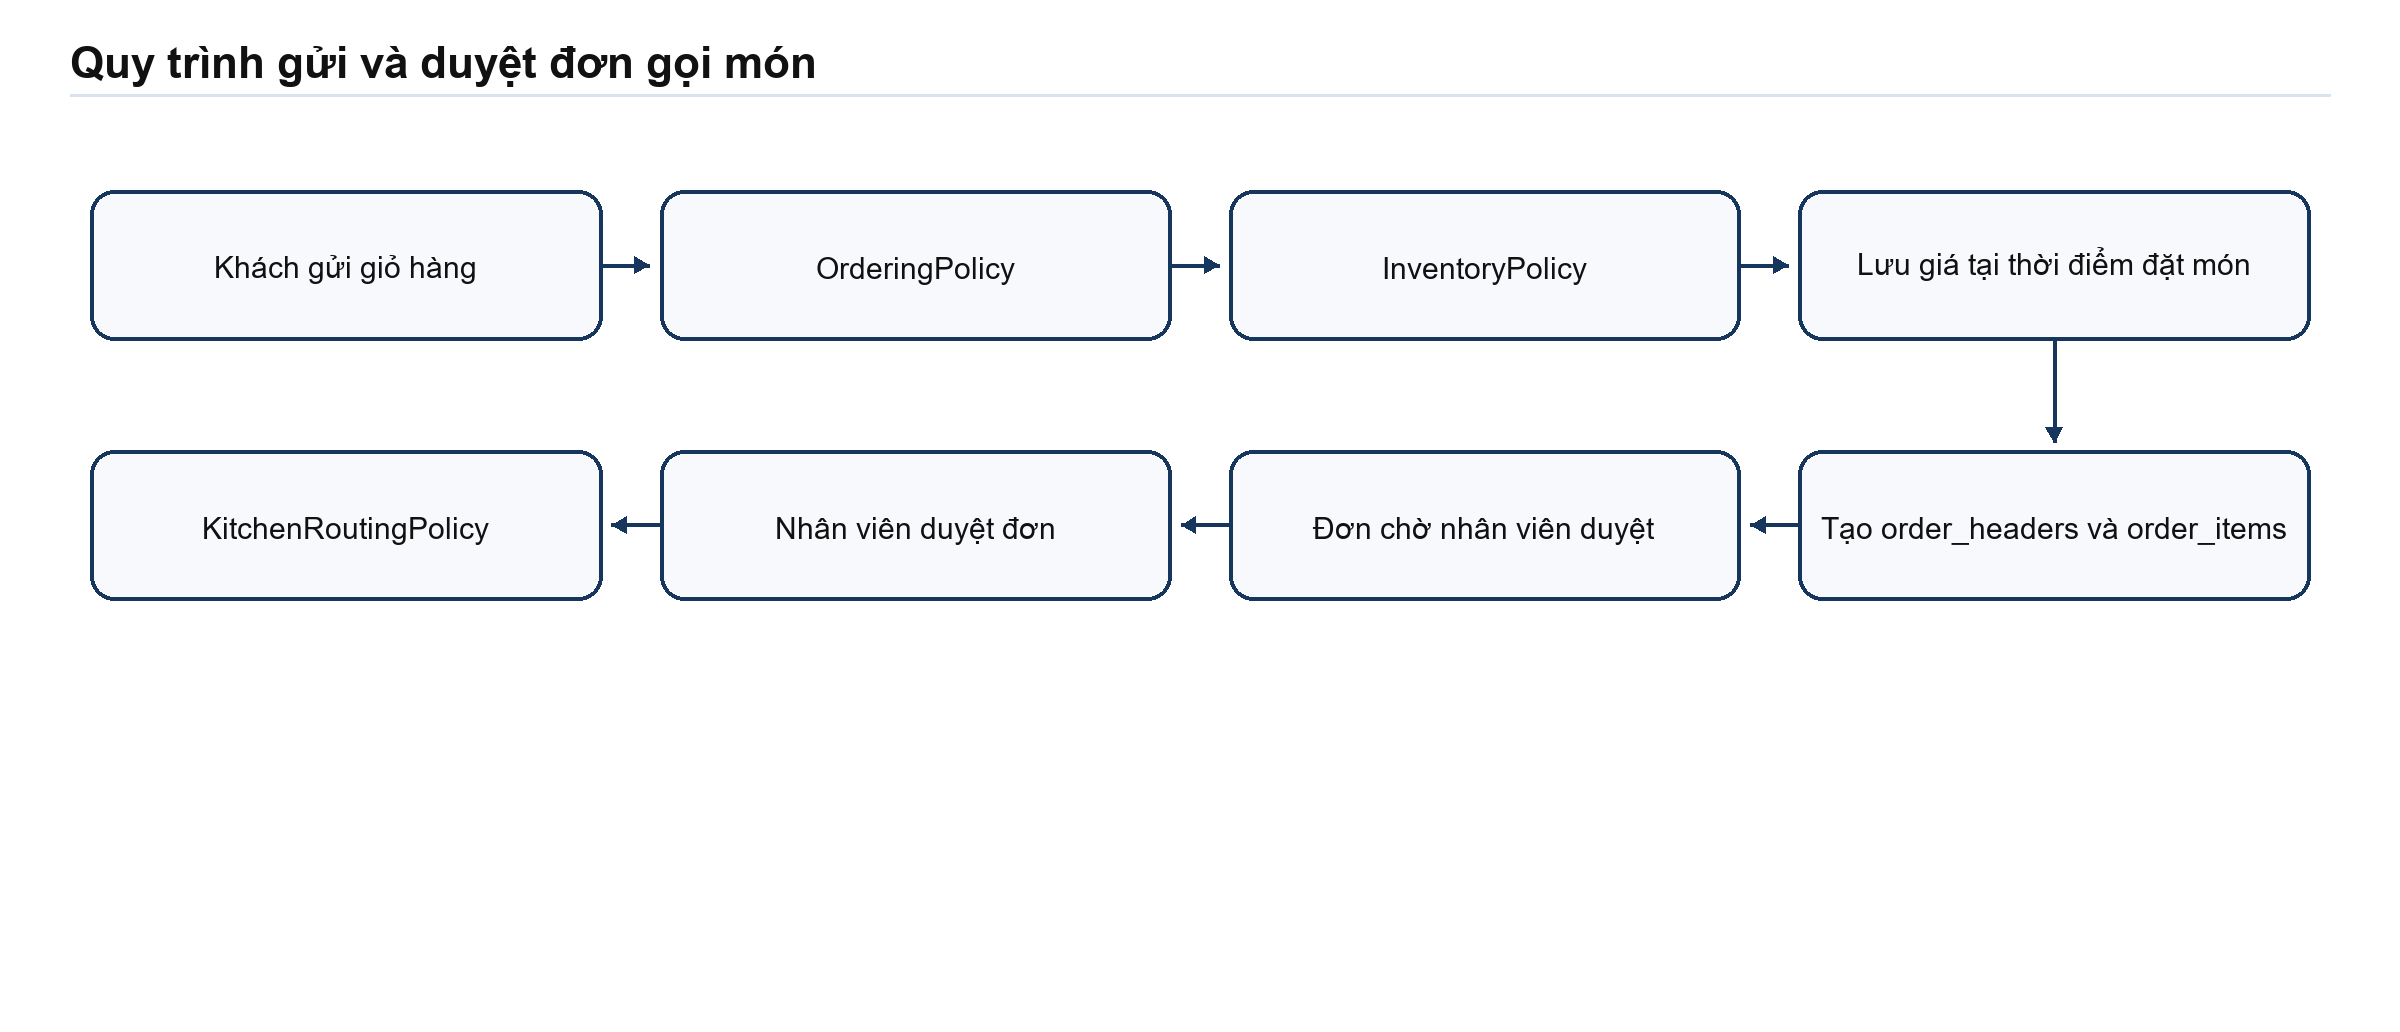 Quy trình gửi và duyệt đơn gọi món
Khách gửi giỏ hàng
OrderingPolicy
InventoryPolicy
Lưu giá tại thời điểm đặt món
Tạo order_headers và order_items
Đơn chờ nhân viên duyệt
Nhân viên duyệt đơn
KitchenRoutingPolicy